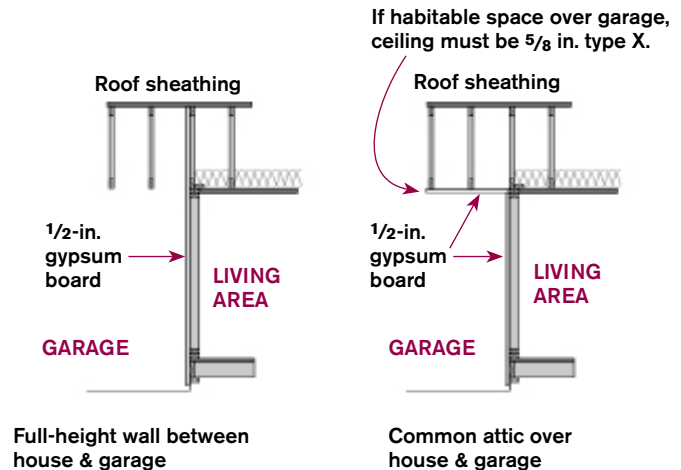 If habitable space over garage,
ceiling must be 5/8 in. type X.
Roof sheathing
1/2-in.
gypsum
board
LIVING
AREA
GARAGE
Full-height wall between
house & garage
Roof sheathing
1/2-in.
gypsum
board
LIVING
AREA
GARAGE
Common attic over
house & garage